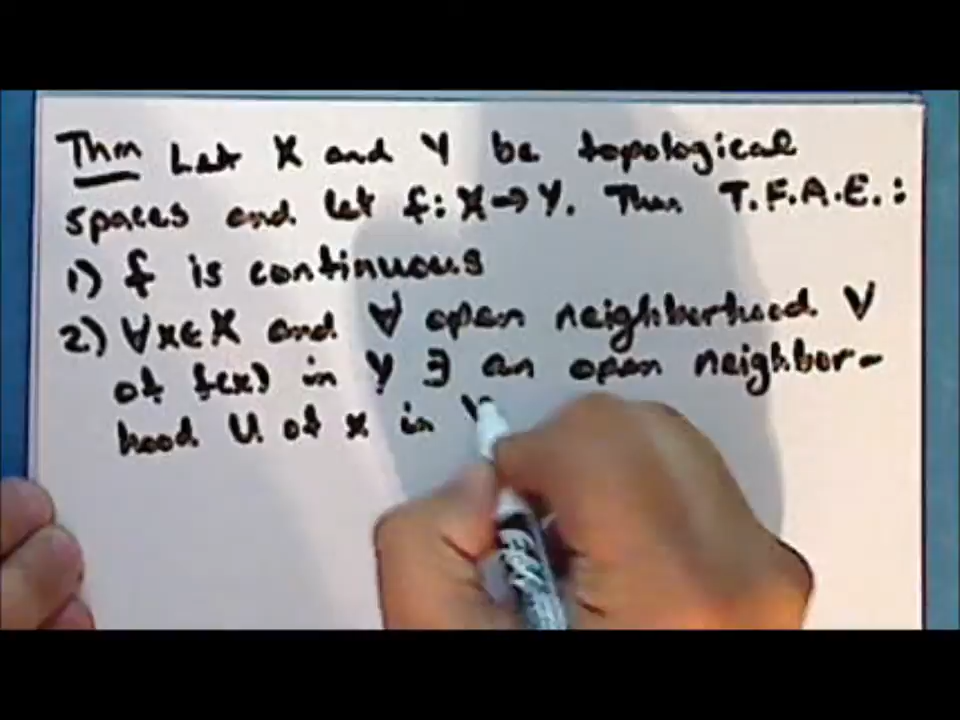 Thm Let X and Y be topological
spaces and let f: X → Y. Then T.F.A.E.:
1) f is continuous
2) ∀x∈X and ∀ open neighborhood V
of f(x) in Y ∃ an open neighbor-
hood U of x in